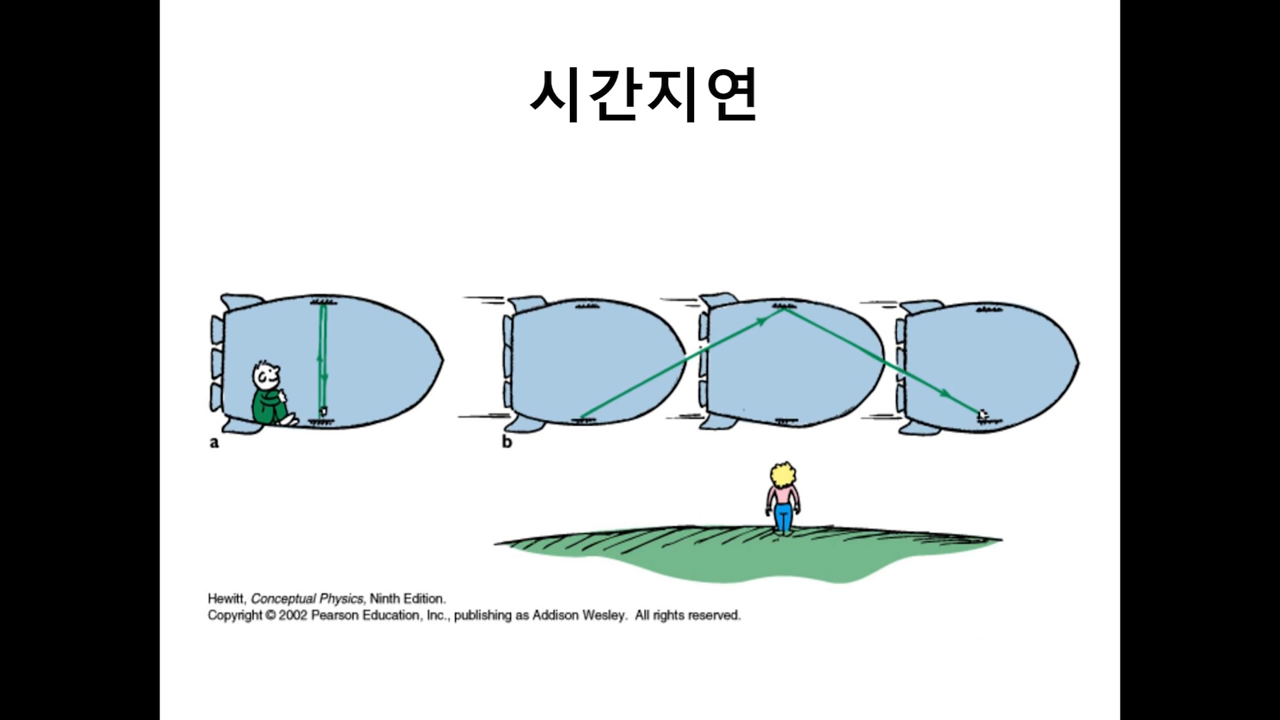 시간지연
a
b
Hewitt, Conceptual Physics, Ninth Edition.
Copyright © 2002 Pearson Education, Inc., publishing as Addison Wesley. All rights reserved.